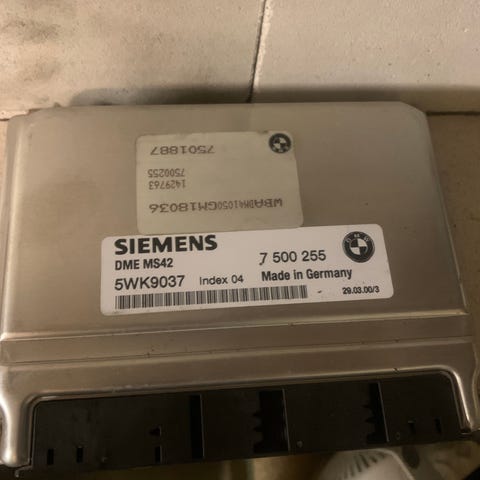 7501887
7500255
1429763
WBADM41050GM18036
SIEMENS
7 500 255
DME MS42
5WK9037 Index 04 Made in Germany
29.03.00/3